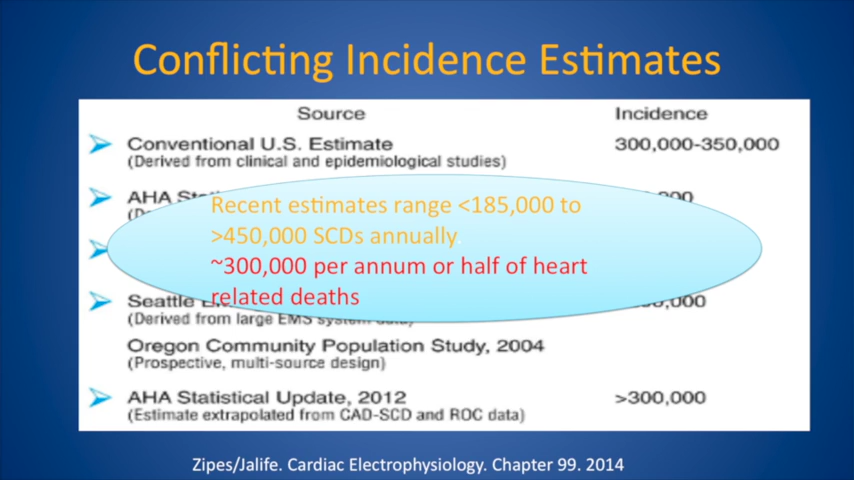 Conflicting Incidence Estimates
Source Incidence
Conventional U.S. Estimate 300,000-350,000
(Derived from clinical and epidemiological studies)
AHA
Recent estimates range <185,000 to
>450,000 SCDs annually.
~300,000 per annum or half of heart
related deaths
Seattle
(Derived from large EMS system data)
Oregon Community Population Study, 2004
(Prospective, multi-source design)
AHA Statistical Update, 2012 >300,000
(Estimate extrapolated from CAD-SCD and ROC data)
Zipes/Jalife. Cardiac Electrophysiology. Chapter 99. 2014